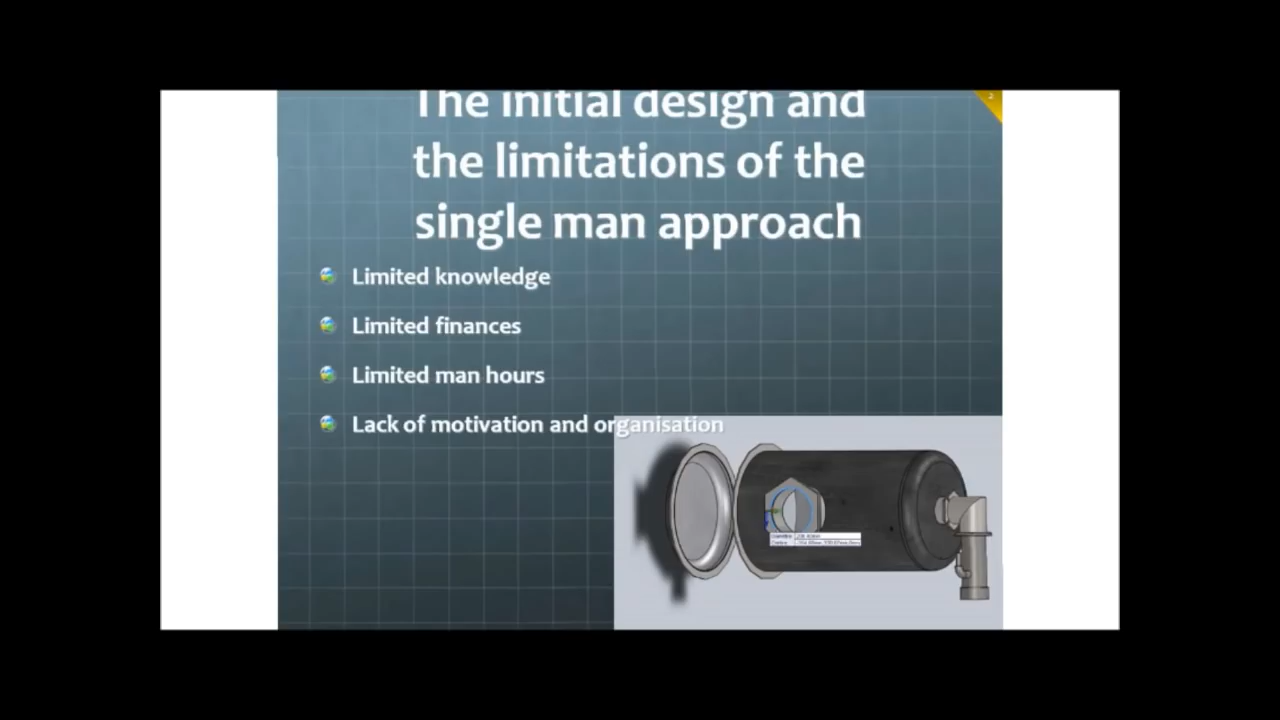 The initial design and
the limitations of the
single man approach
Limited knowledge
Limited finances
Limited man hours
Lack of motivation and organisation